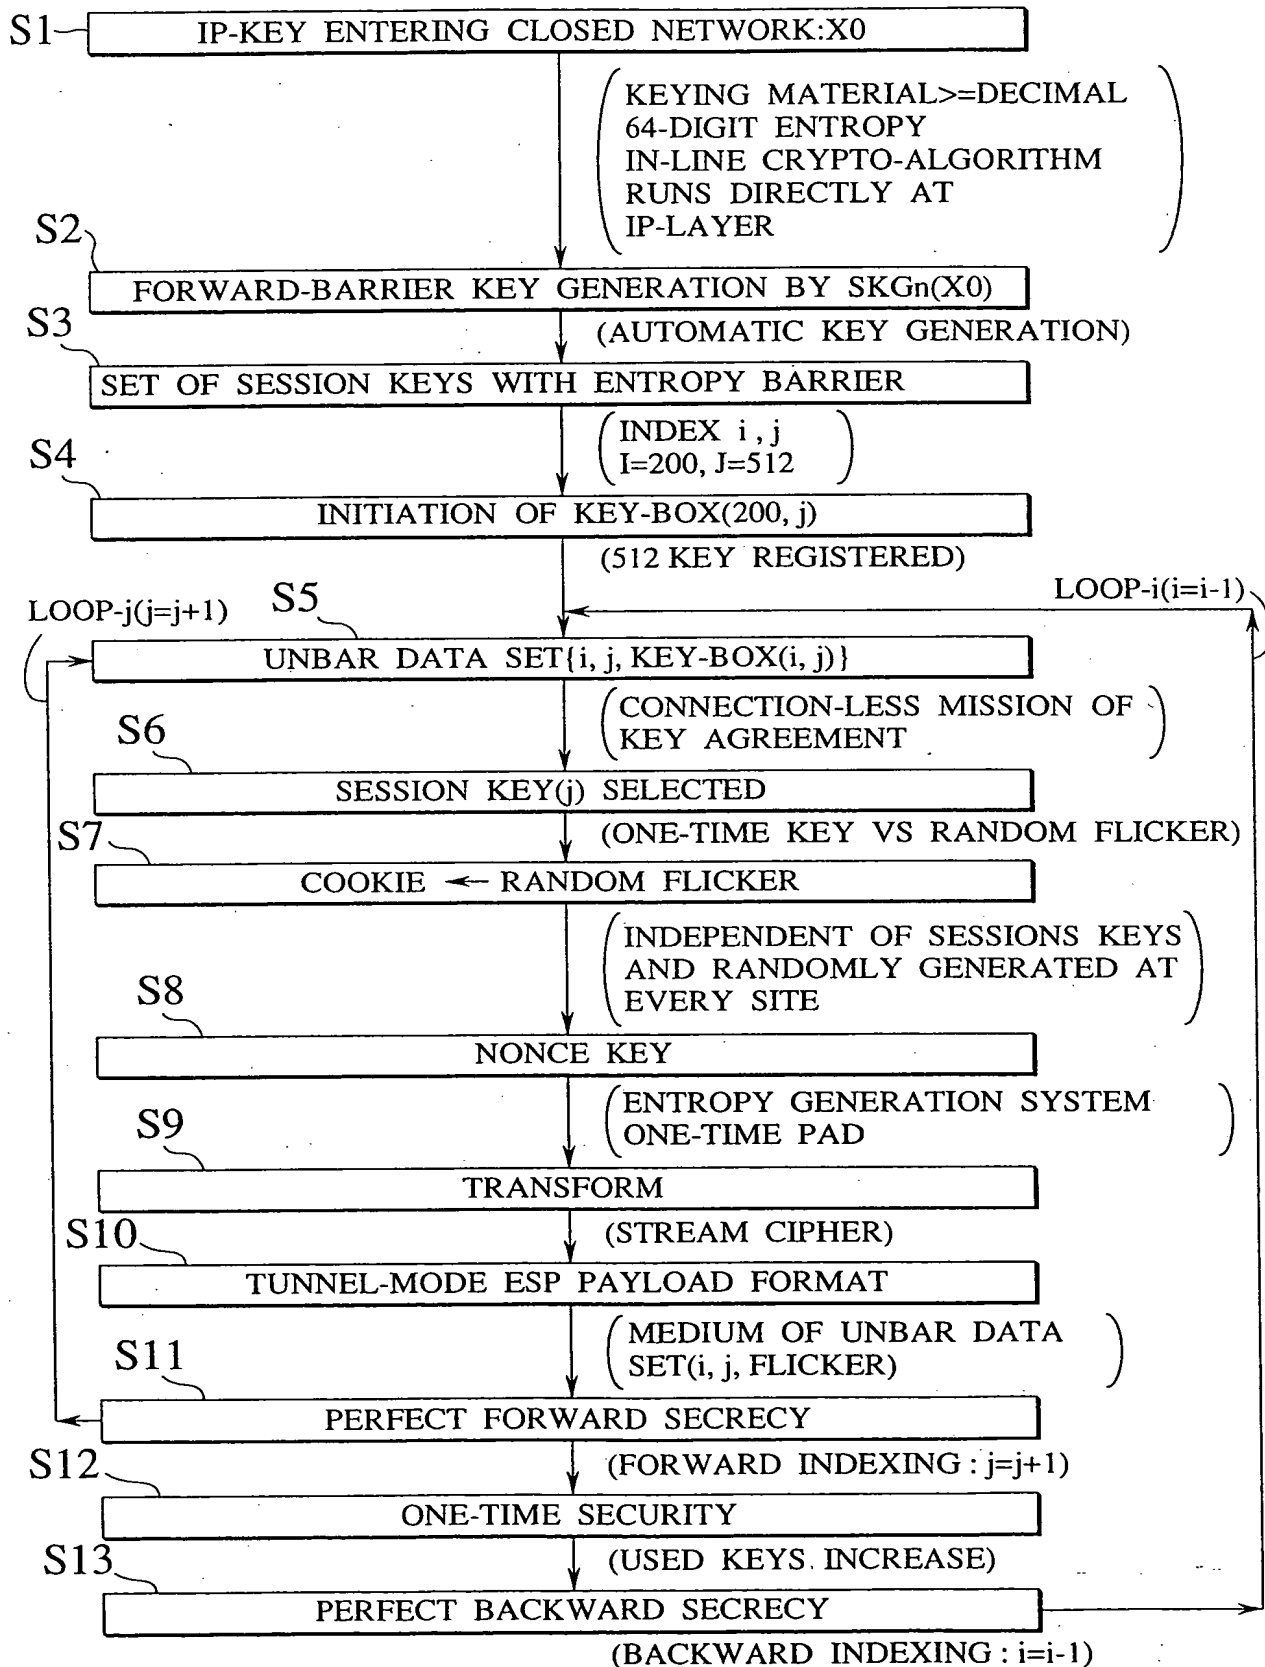 S1
IP-KEY ENTERING CLOSED NETWORK:X0
KEYING MATERIAL>=DECIMAL
64-DIGIT ENTROPY
IN-LINE CRYPTO-ALGORITHM
RUNS DIRECTLY AT
IP-LAYER
S2
FORWARD-BARRIER KEY GENERATION BY SKGn(X0)
(AUTOMATIC KEY GENERATION)
S3
SET OF SESSION KEYS WITH ENTROPY BARRIER
INDEX i , j
I=200, J=512
S4
INITIATION OF KEY-BOX(200, j)
(512 KEY REGISTERED)
LOOP-j(j=j+1)
LOOP-i(i=i-1)
S5
UNBAR DATA SET{i, j, KEY-BOX(i, j)}
CONNECTION-LESS MISSION OF
KEY AGREEMENT
S6
SESSION KEY(j) SELECTED
(ONE-TIME KEY VS RANDOM FLICKER)
S7
COOKIE ← RANDOM FLICKER
INDEPENDENT OF SESSIONS KEYS
AND RANDOMLY GENERATED AT
EVERY SITE
S8
NONCE KEY
ENTROPY GENERATION SYSTEM
ONE-TIME PAD
S9
TRANSFORM
(STREAM CIPHER)
S10
TUNNEL-MODE ESP PAYLOAD FORMAT
MEDIUM OF UNBAR DATA
SET(i, j, FLICKER)
S11
PERFECT FORWARD SECRECY
(FORWARD INDEXING : j=j+1)
S12
ONE-TIME SECURITY
(USED KEYS. INCREASE)
S13
PERFECT BACKWARD SECRECY
(BACKWARD INDEXING : i=i-1)